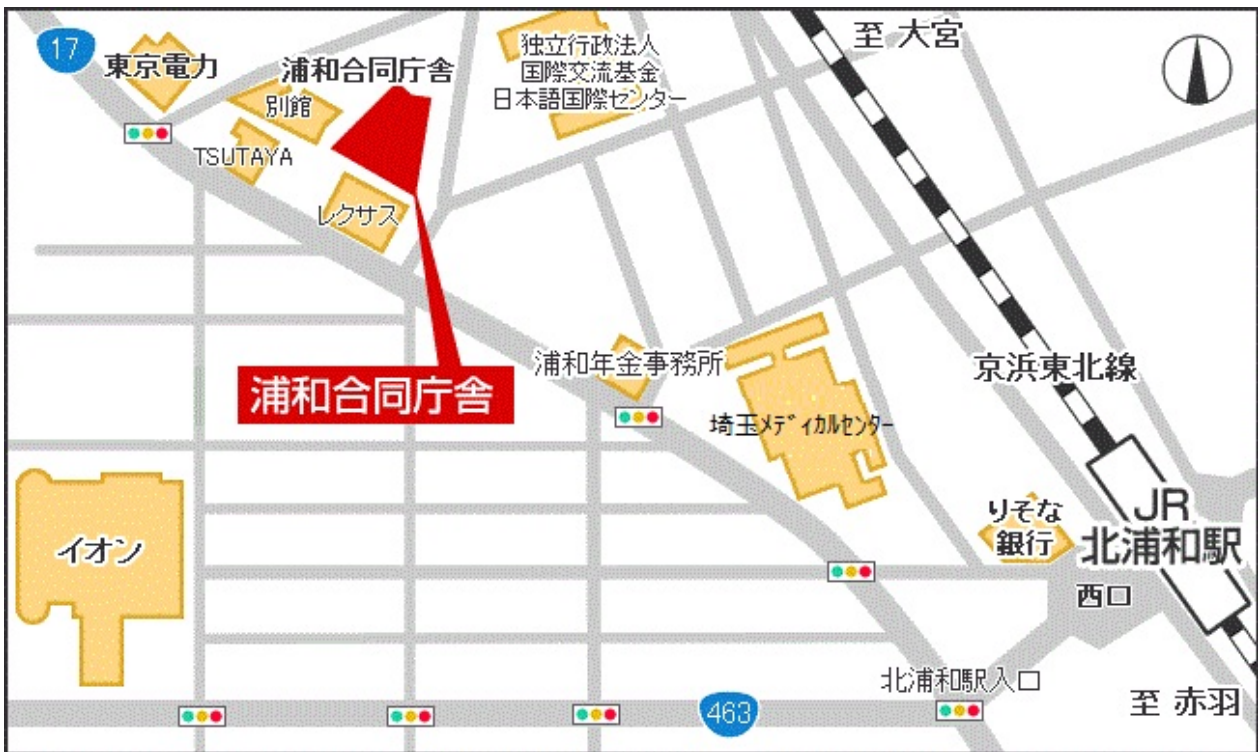 17
東京電力
浦和合同庁舎
別館
独立行政法人
国際交流基金
日本語国際センター
至 大宮
TSUTAYA
レクサス
浦和合同庁舎
浦和年金事務所
埼玉メディカルセンター
京浜東北線
イオン
りそな
銀行
JR
北浦和駅
西口
北浦和駅入口
463
至 赤羽